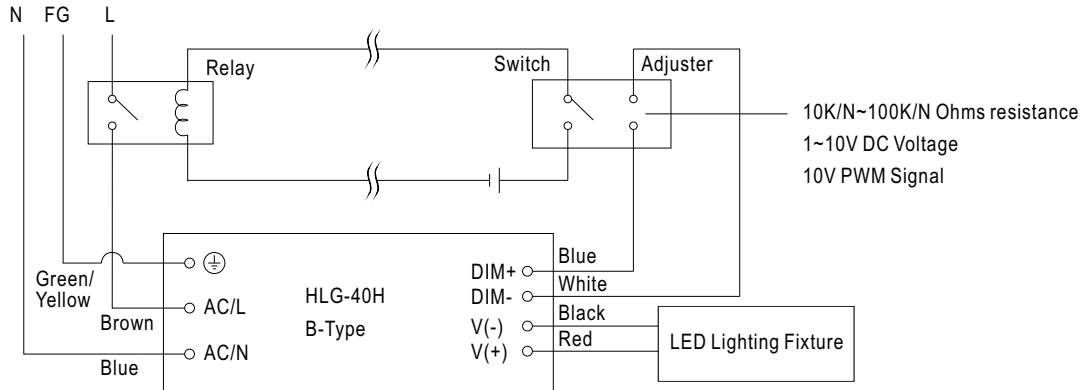 N FG L
Relay
Switch
Adjuster
10K/N~100K/N Ohms resistance
1~10V DC Voltage
10V PWM Signal
Green/
Yellow
Brown
Blue
AC/L
AC/N
HLG-40H
B-Type
DIM+
DIM-
V(-)
V(+)
Blue
White
Black
Red
LED Lighting Fixture